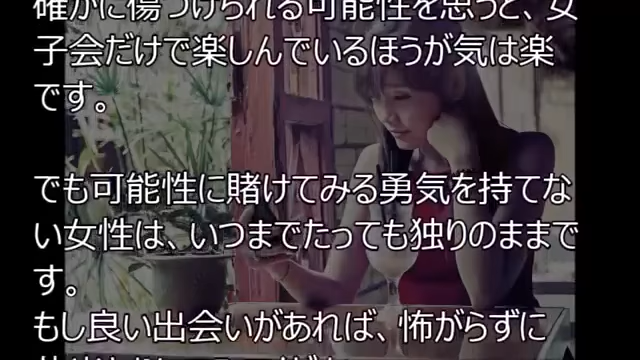 確かに傷つけられる可能性を思うと、女
子会だけで楽しんでいるほうが気は楽
です。
でも可能性に賭けてみる勇気を持てな
い女性は、いつまでたっても独りのままで
す。
もし良い出会いがあれば、怖がらずに